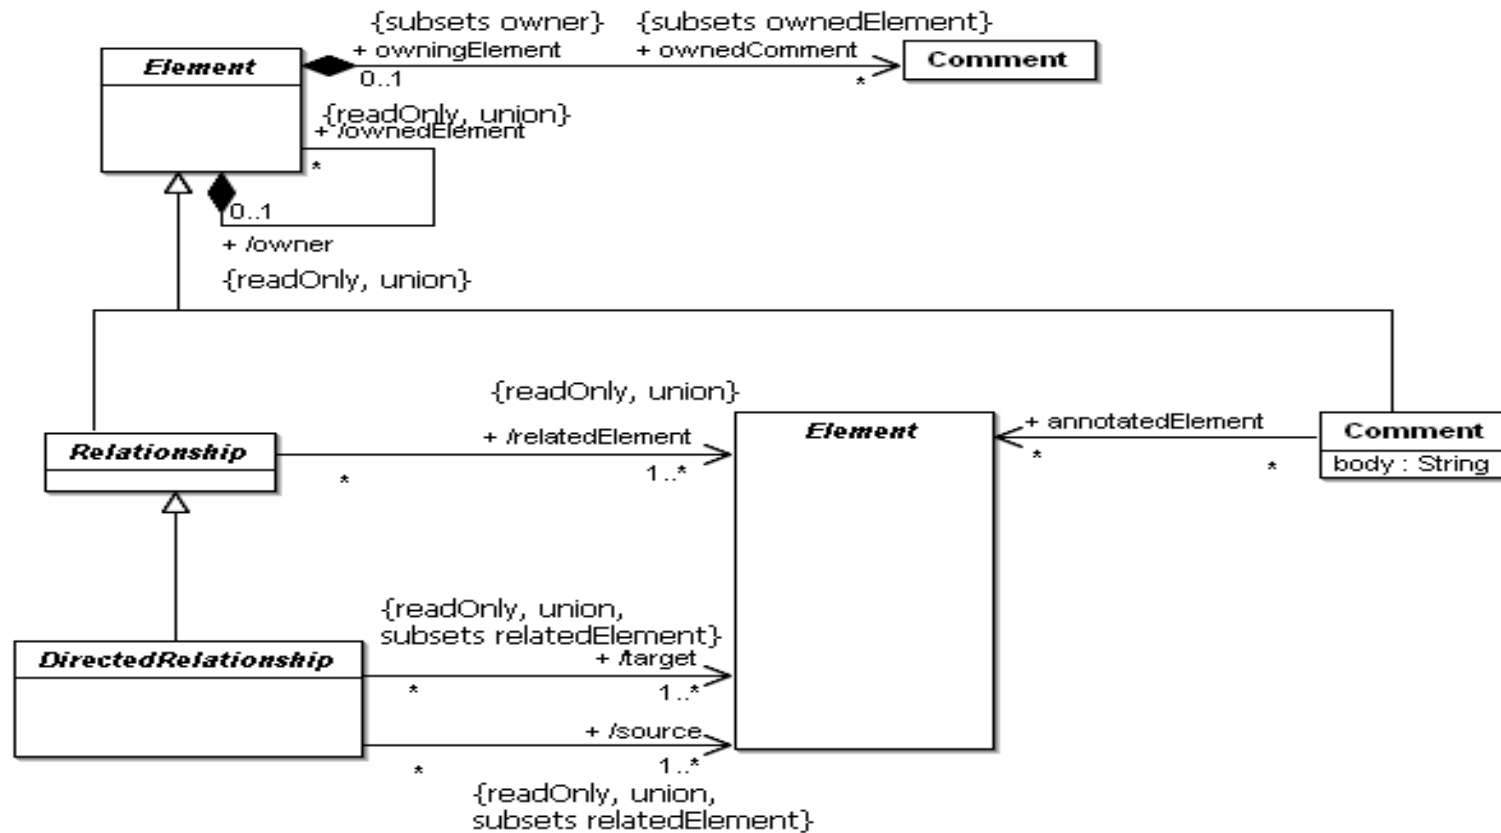 {subsets owner} {subsets ownedElement}
+ owningElement + ownedComment
Element
Comment
0..1 *
{readOnly, union}
+ /ownedElement
*
0..1
+ /owner
{readOnly, union}
{readOnly, union}
+ /relatedElement
Element
+ annotatedElement
Comment
Relationship
* 1..*
* *
body : String
{readOnly, union,
subsets relatedElement}
DirectedRelationship
+ /target
* 1..*
+ /source
* 1..*
{readOnly, union,
subsets relatedElement}